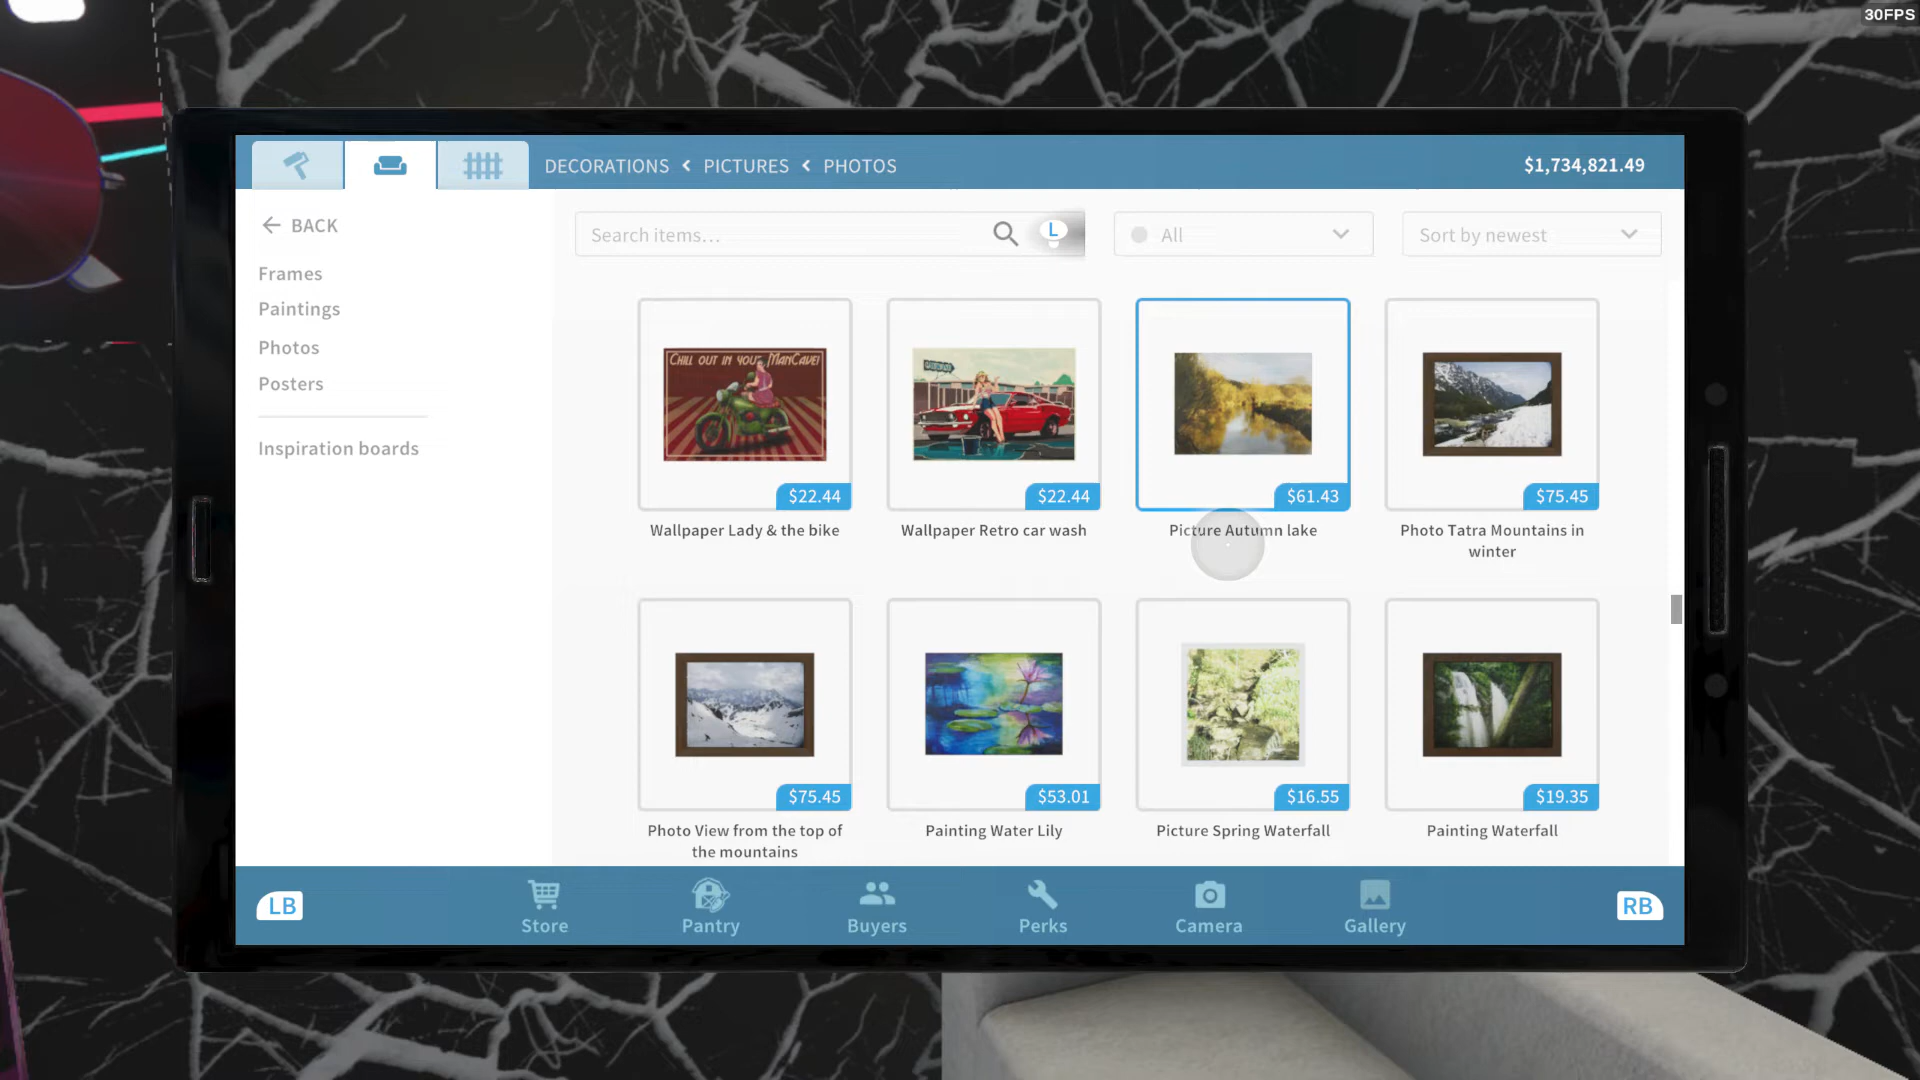 30FPS
DECORATIONS < PICTURES < PHOTOS
$1,734,821.49
BACK
Frames
Paintings
Photos
Posters
Inspiration boards
Search items...
L
All
Sort by newest
CHILL OUT IN YOUR MANCAVE!
$22.44
$22.44
$61.43
$75.45
Wallpaper Lady & the bike
Wallpaper Retro car wash
Picture Autumn lake
Photo Tatra Mountains in
winter
$75.45
$53.01
$16.55
$19.35
Photo View from the top of
the mountains
Painting Water Lily
Picture Spring Waterfall
Painting Waterfall
LB
Store
Pantry
Buyers
Perks
Camera
Gallery
RB